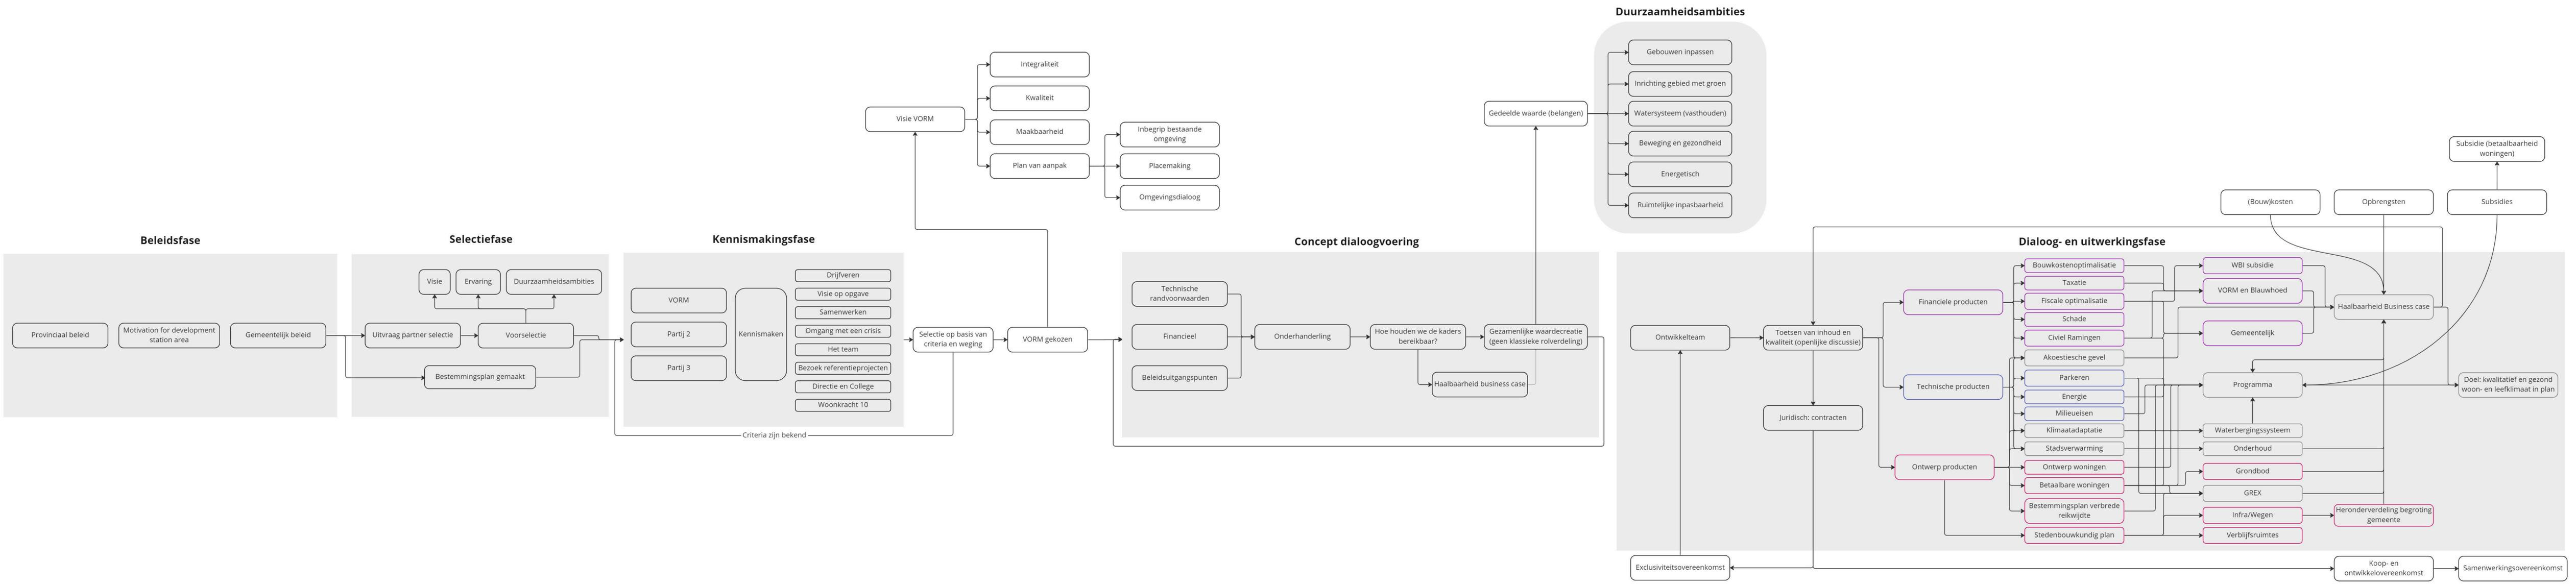 Beleidsfase
Provinciaal beleid
Motivation for development
station area
Gemeentelijk beleid
Selectiefase
Visie
Ervaring
Duurzaamheidsambities
Uitvraag partner selectie
Voorselectie
Bestemmingsplan gemaakt
Kennismakingsfase
VORM
Partij 2
Partij 3
Kennismaken
Drijfveren
Visie op opgave
Samenwerken
Omgang met een crisis
Het team
Bezoek referentieprojecten
Directie en College
Woonkracht 10
Criteria zijn bekend
Selectie op basis van
criteria en weging
VORM gekozen
Visie VORM
Integraliteit
Kwaliteit
Maakbaarheid
Plan van aanpak
Inbegrip bestaande
omgeving
Placemaking
Omgevingsdialoog
Concept dialoogvoering
Technische
randvoorwaarden
Financieel
Beleidsuitgangspunten
Onderhanderling
Hoe houden we de kaders
bereikbaar?
Haalbaarheid business case
Gezamenlijke waardecreatie
(geen klassieke rolverdeling)
Gedeelde waarde (belangen)
Duurzaamheidsambities
Gebouwen inpassen
Inrichting gebied met groen
Watersysteem (vasthouden)
Beweging en gezondheid
Energetisch
Ruimtelijke inpasbaarheid
Dialoog- en uitwerkingsfase
Ontwikkelteam
Toetsen van inhoud en
kwaliteit (openlijke discussie)
Juridisch: contracten
Exclusiviteitsovereenkomst
Financiele producten
Technische producten
Ontwerp producten
Bouwkostenoptimalisatie
Taxatie
Fiscale optimalisatie
Schade
Civiel Ramingen
Akoestiesche gevel
Parkeren
Energie
Milieueisen
Klimaatadaptatie
Stadsverwarming
Ontwerp woningen
Betaalbare woningen
Bestemmingsplan verbrede
reikwijdte
Stedenbouwkundig plan
WBI subsidie
VORM en Blauwhoed
Gemeentelijk
Programma
Waterbergingssysteem
Onderhoud
Grondbod
GREX
Infra/Wegen
Verblijfsruimtes
(Bouw)kosten
Opbrengsten
Subsidies
Subsidie (betaalbaarheid
woningen)
Haalbaarheid Business case
Doel: kwalitatief en gezond
woon- en leefklimaat in plan
Heronderverdeling begroting
gemeente
Koop- en
ontwikkelovereenkomst
Samenwerkingsovereenkomst